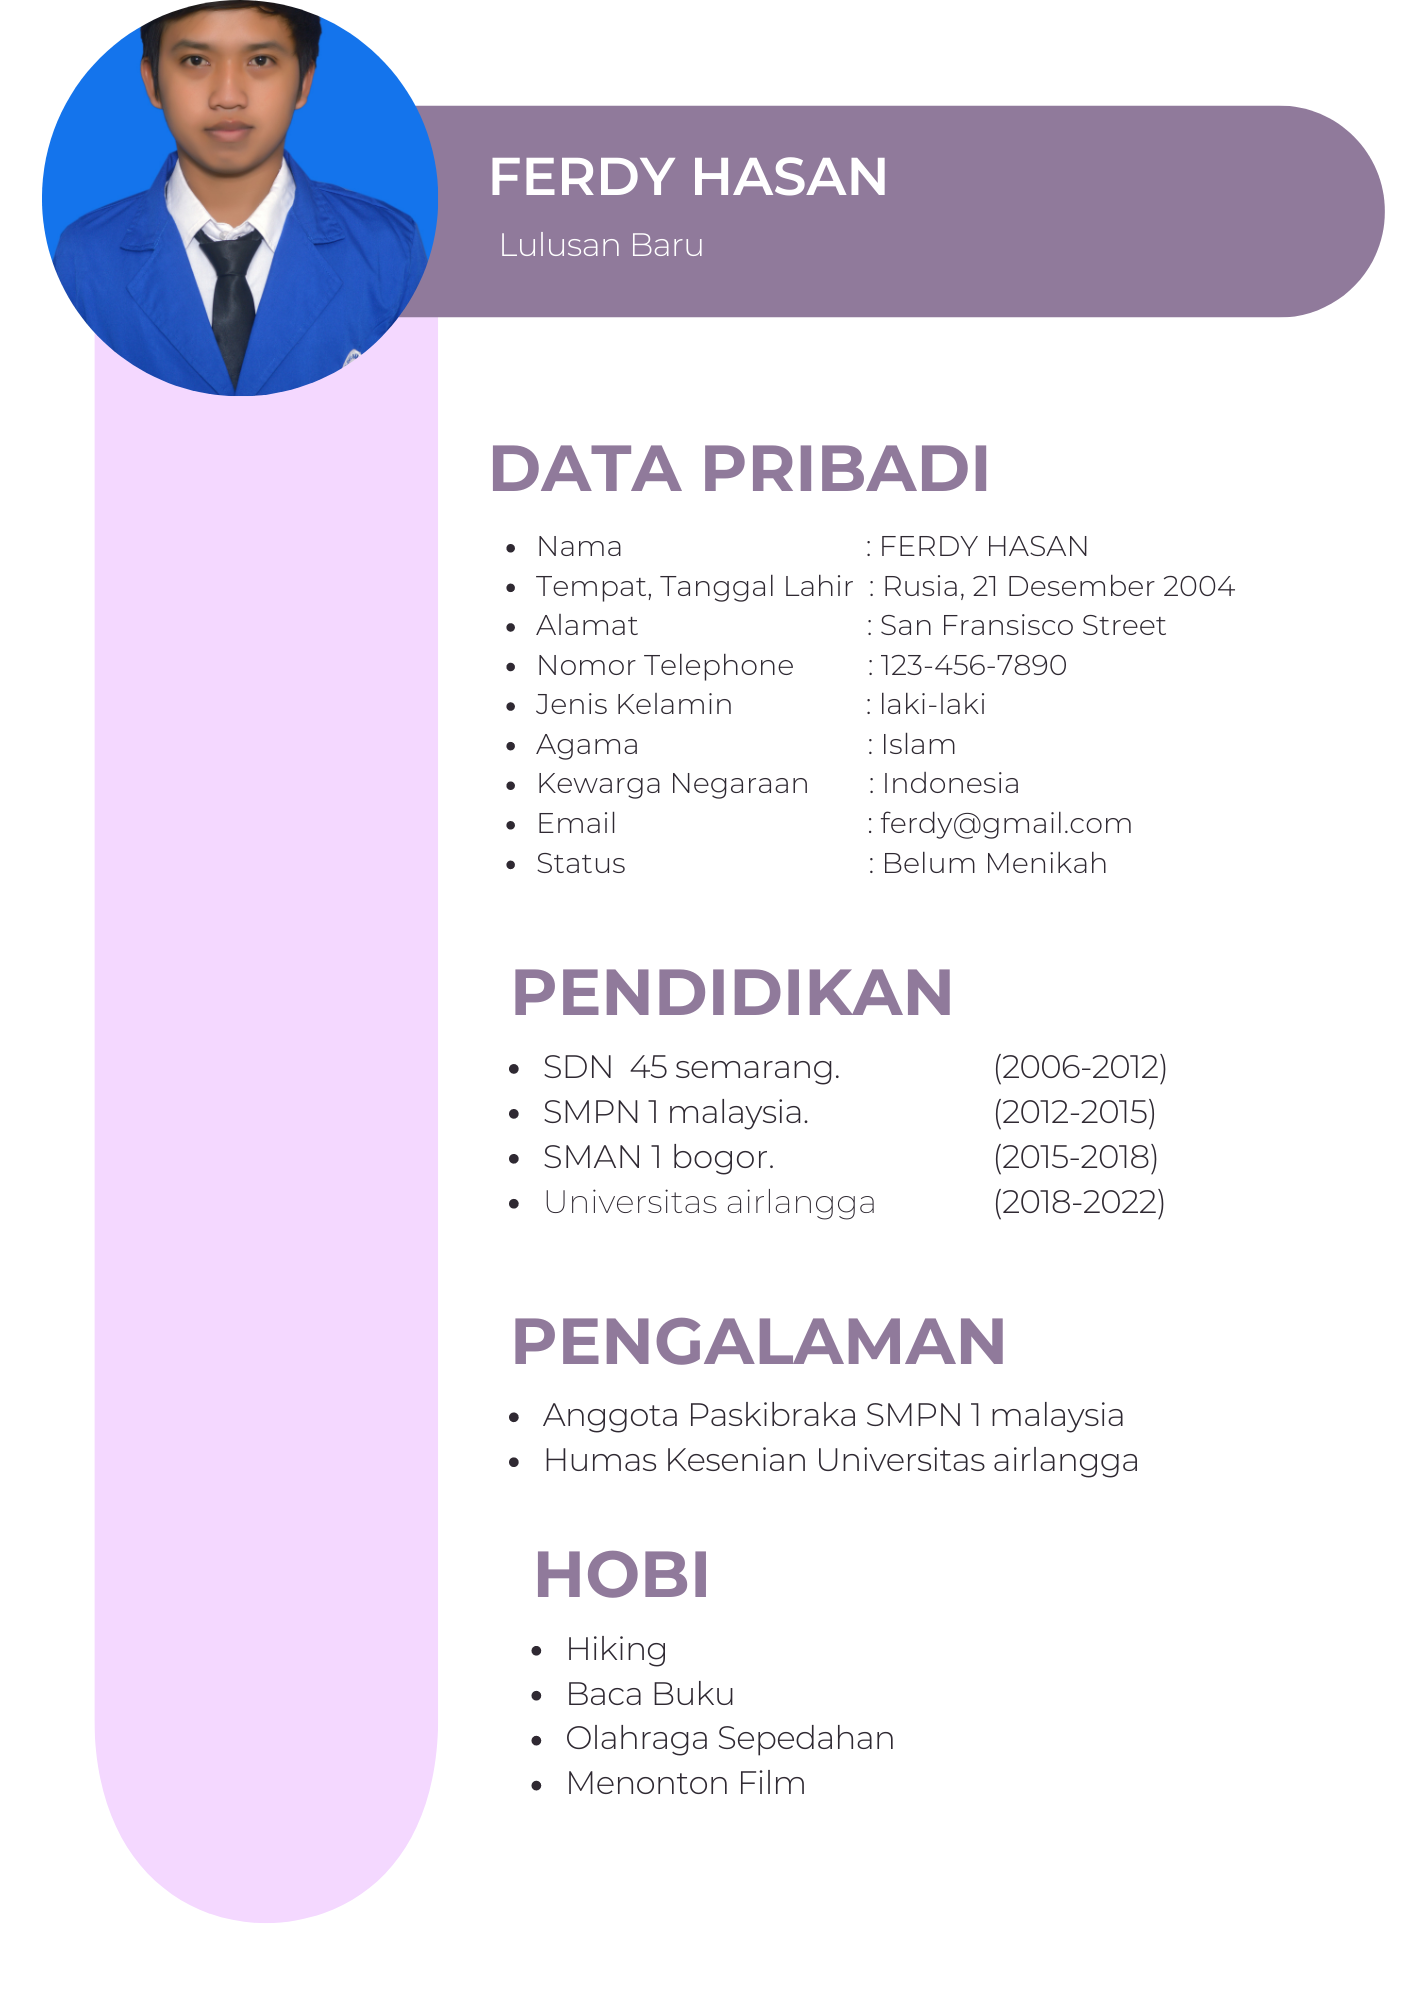 FERDY HASAN
Lulusan Baru
DATA PRIBADI
• Nama : FERDY HASAN
• Tempat, Tanggal Lahir : Rusia, 21 Desember 2004
• Alamat : San Fransisco Street
• Nomor Telephone : 123-456-7890
• Jenis Kelamin : laki-laki
• Agama : Islam
• Kewarga Negaraan : Indonesia
• Email : ferdy@gmail.com
• Status : Belum Menikah
PENDIDIKAN
• SDN 45 semarang. (2006-2012)
• SMPN 1 malaysia. (2012-2015)
• SMAN 1 bogor. (2015-2018)
• Universitas airlangga (2018-2022)
PENGALAMAN
• Anggota Paskibraka SMPN 1 malaysia
• Humas Kesenian Universitas airlangga
HOBI
• Hiking
• Baca Buku
• Olahraga Sepedahan
• Menonton Film